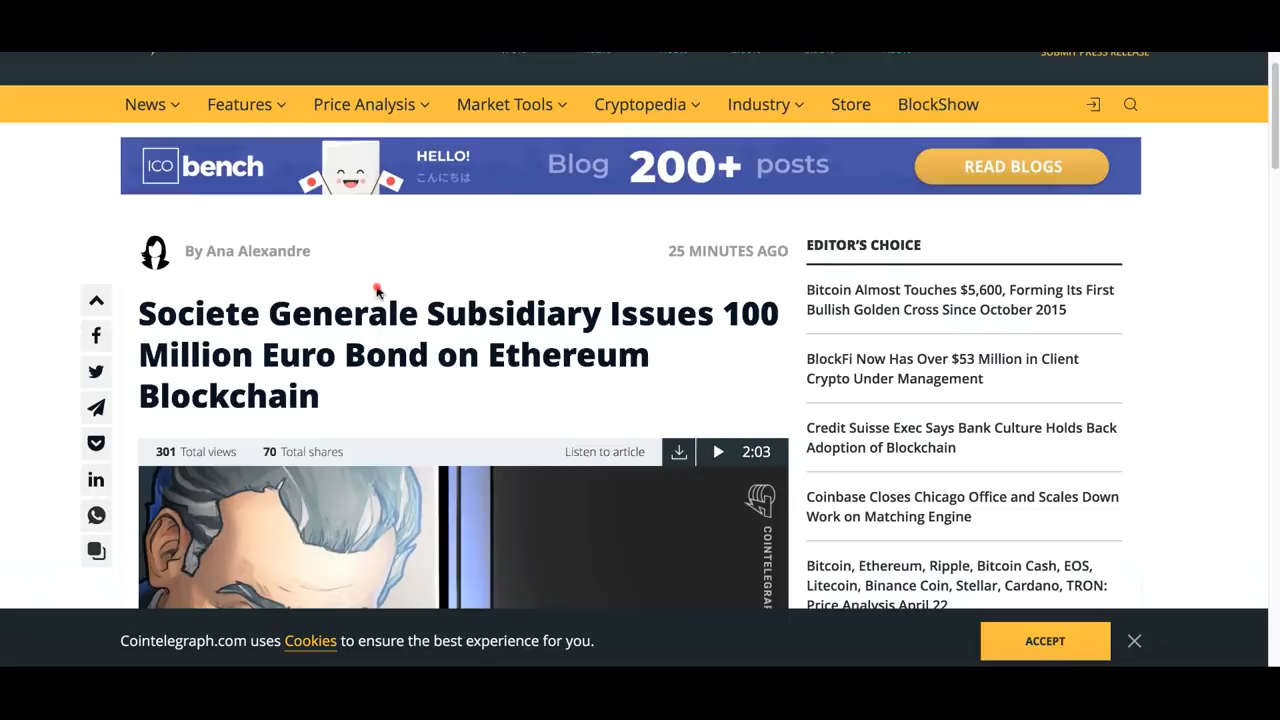 SUBMIT PRESS RELEASE
News Features Price Analysis Market Tools Cryptopedia Industry Store BlockShow
ICO bench HELLO! こんにちは Blog 200+ posts READ BLOGS
By Ana Alexandre 25 MINUTES AGO
Societe Generale Subsidiary Issues 100
Million Euro Bond on Ethereum
Blockchain
301 Total views 70 Total shares Listen to article 2:03
COINTELEGRAP
EDITOR'S CHOICE
Bitcoin Almost Touches $5,600, Forming Its First
Bullish Golden Cross Since October 2015
BlockFi Now Has Over $53 Million in Client
Crypto Under Management
Credit Suisse Exec Says Bank Culture Holds Back
Adoption of Blockchain
Coinbase Closes Chicago Office and Scales Down
Work on Matching Engine
Bitcoin, Ethereum, Ripple, Bitcoin Cash, EOS,
Litecoin, Binance Coin, Stellar, Cardano, TRON:
Price Analysis April 22
Cointelegraph.com uses Cookies to ensure the best experience for you.
ACCEPT